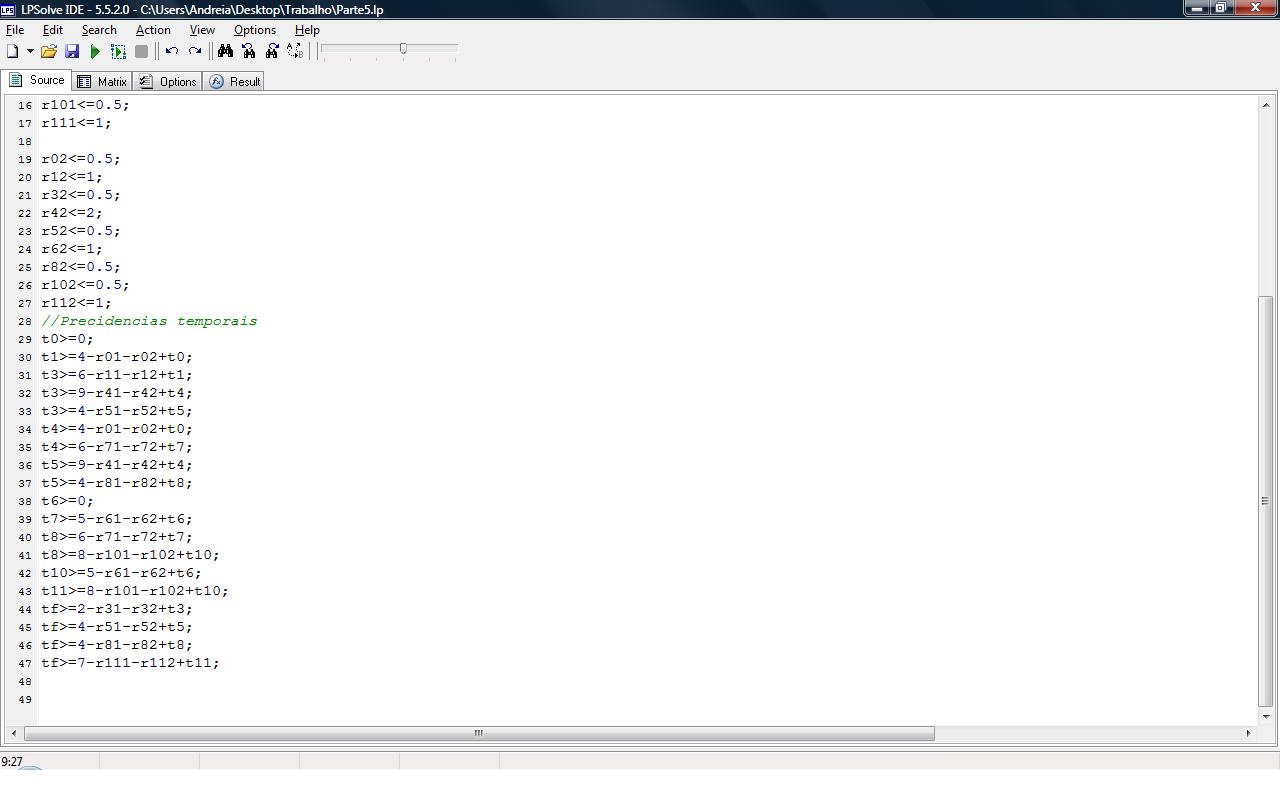 LPSolve IDE - 5.5.2.0 - C:\Users\Andreia\Desktop\Trabalho\Parte5.lp
File Edit Search Action View Options Help
Source Matrix Options Result
16 r101<=0.5;
17 r111<=1;
18
19 r02<=0.5;
20 r12<=1;
21 r32<=0.5;
22 r42<=2;
23 r52<=0.5;
24 r62<=1;
25 r82<=0.5;
26 r102<=0.5;
27 r112<=1;
28 //Precidencias temporais
29 t0>=0;
30 t1>=4-r01-r02+t0;
31 t3>=6-r11-r12+t1;
32 t3>=9-r41-r42+t4;
33 t3>=4-r51-r52+t5;
34 t4>=4-r01-r02+t0;
35 t4>=6-r71-r72+t7;
36 t5>=9-r41-r42+t4;
37 t5>=4-r81-r82+t8;
38 t6>=0;
39 t7>=5-r61-r62+t6;
40 t8>=6-r71-r72+t7;
41 t8>=8-r101-r102+t10;
42 t10>=5-r61-r62+t6;
43 t11>=8-r101-r102+t10;
44 tf>=2-r31-r32+t3;
45 tf>=4-r51-r52+t5;
46 tf>=4-r81-r82+t8;
47 tf>=7-r111-r112+t11;
48
49
9:27